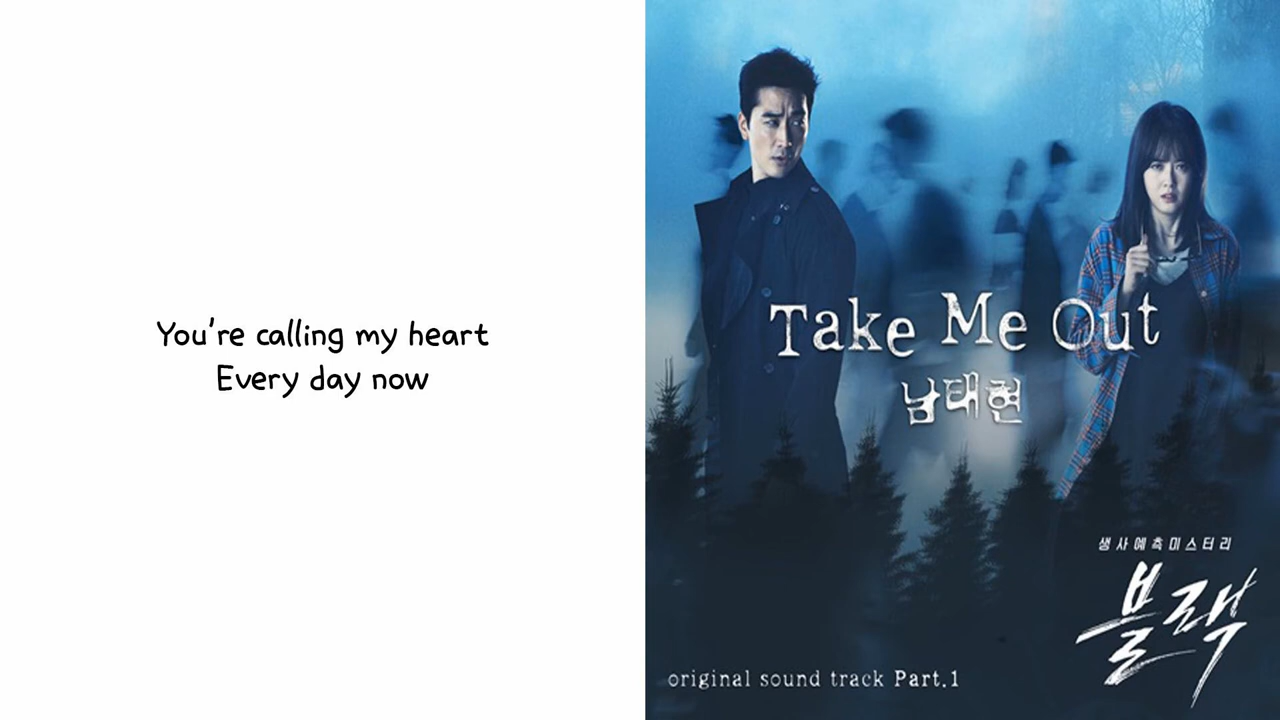 You're calling my heart
Every day now
Take Me Out
남태현
생사예측미스터리
블랙
original sound track Part.1